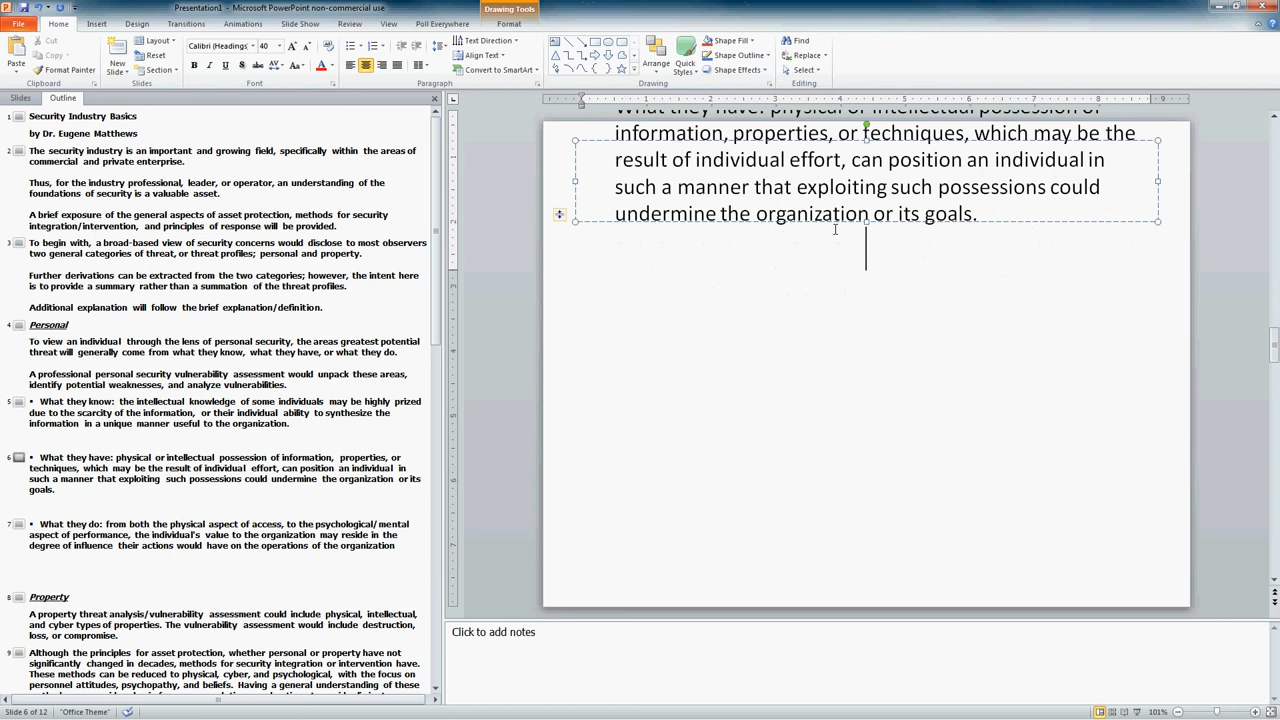 Presentation1 - PowerPoint non-commercial use
Drawing Tools
File Home Insert Design Transitions Animations Slide Show Review View Poll Everywhere Format
Paste
Cut
Copy
Format Painter
Clipboard
New Slide
Layout
Reset
Section
Slides
Calibri (Headings) 40
Font
Text Direction
Align Text
Convert to SmartArt
Paragraph
Arrange
Quick Styles
Shape Fill
Shape Outline
Shape Effects
Drawing
Find
Replace
Select
Editing
Slides Outline
1 Security Industry Basics
by Dr. Eugene Matthews
2 The security industry is an important and growing field, specifically within the areas of
commercial and private enterprise.
Thus, for the industry professional, leader, or operator, an understanding of the
foundations of security is a valuable asset.
A brief exposure of the general aspects of asset protection, methods for security
integration/intervention, and principles of response will be provided.
3 To begin with, a broad-based view of security concerns would disclose to most observers
two general categories of threat, or threat profiles; personal and property.
Further derivations can be extracted from the two categories; however, the intent here
is to provide a summary rather than a summation of the threat profiles.
Additional explanation will follow the brief explanation/definition.
4 Personal
To view an individual through the lens of personal security, the areas greatest potential
threat will generally come from what they know, what they have, or what they do.
A professional personal security vulnerability assessment would unpack these areas,
identify potential weaknesses, and analyze vulnerabilities.
5 • What they know: the intellectual knowledge of some individuals may be highly prized
due to the scarcity of the information, or their individual ability to synthesize the
information in a unique manner useful to the organization.
6 • What they have: physical or intellectual possession of information, properties, or
techniques, which may be the result of individual effort, can position an individual in
such a manner that exploiting such possessions could undermine the organization or its
goals.
7 • What they do: from both the physical aspect of access, to the psychological/mental
aspect of performance, the individual's value to the organization may reside in the
degree of influence their actions would have on the operations of the organization
8 Property
A property threat analysis/vulnerability assessment could include physical, intellectual,
and cyber types of properties. The vulnerability assessment would include destruction,
loss, or compromise.
9 Although the principles for asset protection, whether personal or property have not
significantly changed in decades, methods for security integration or intervention have.
These methods can be reduced to physical, cyber, and psychological, with the focus on
personnel attitudes, psychopathy, and beliefs. Having a general understanding of these
What they have: physical or intellectual possession of
information, properties, or techniques, which may be the
result of individual effort, can position an individual in
such a manner that exploiting such possessions could
undermine the organization or its goals.
Click to add notes
Slide 6 of 12 "Office Theme" 101%